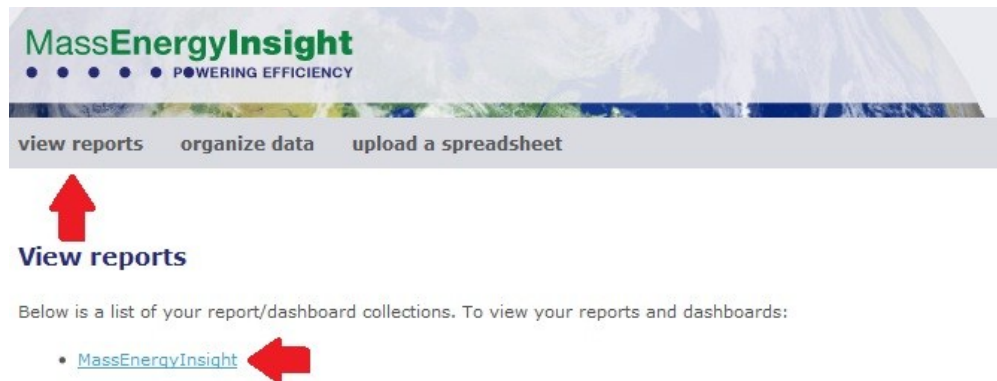 MassEnergyInsight
POWERING EFFICIENCY
view reports organize data upload a spreadsheet
View reports
Below is a list of your report/dashboard collections. To view your reports and dashboards:
• MassEnergyInsight